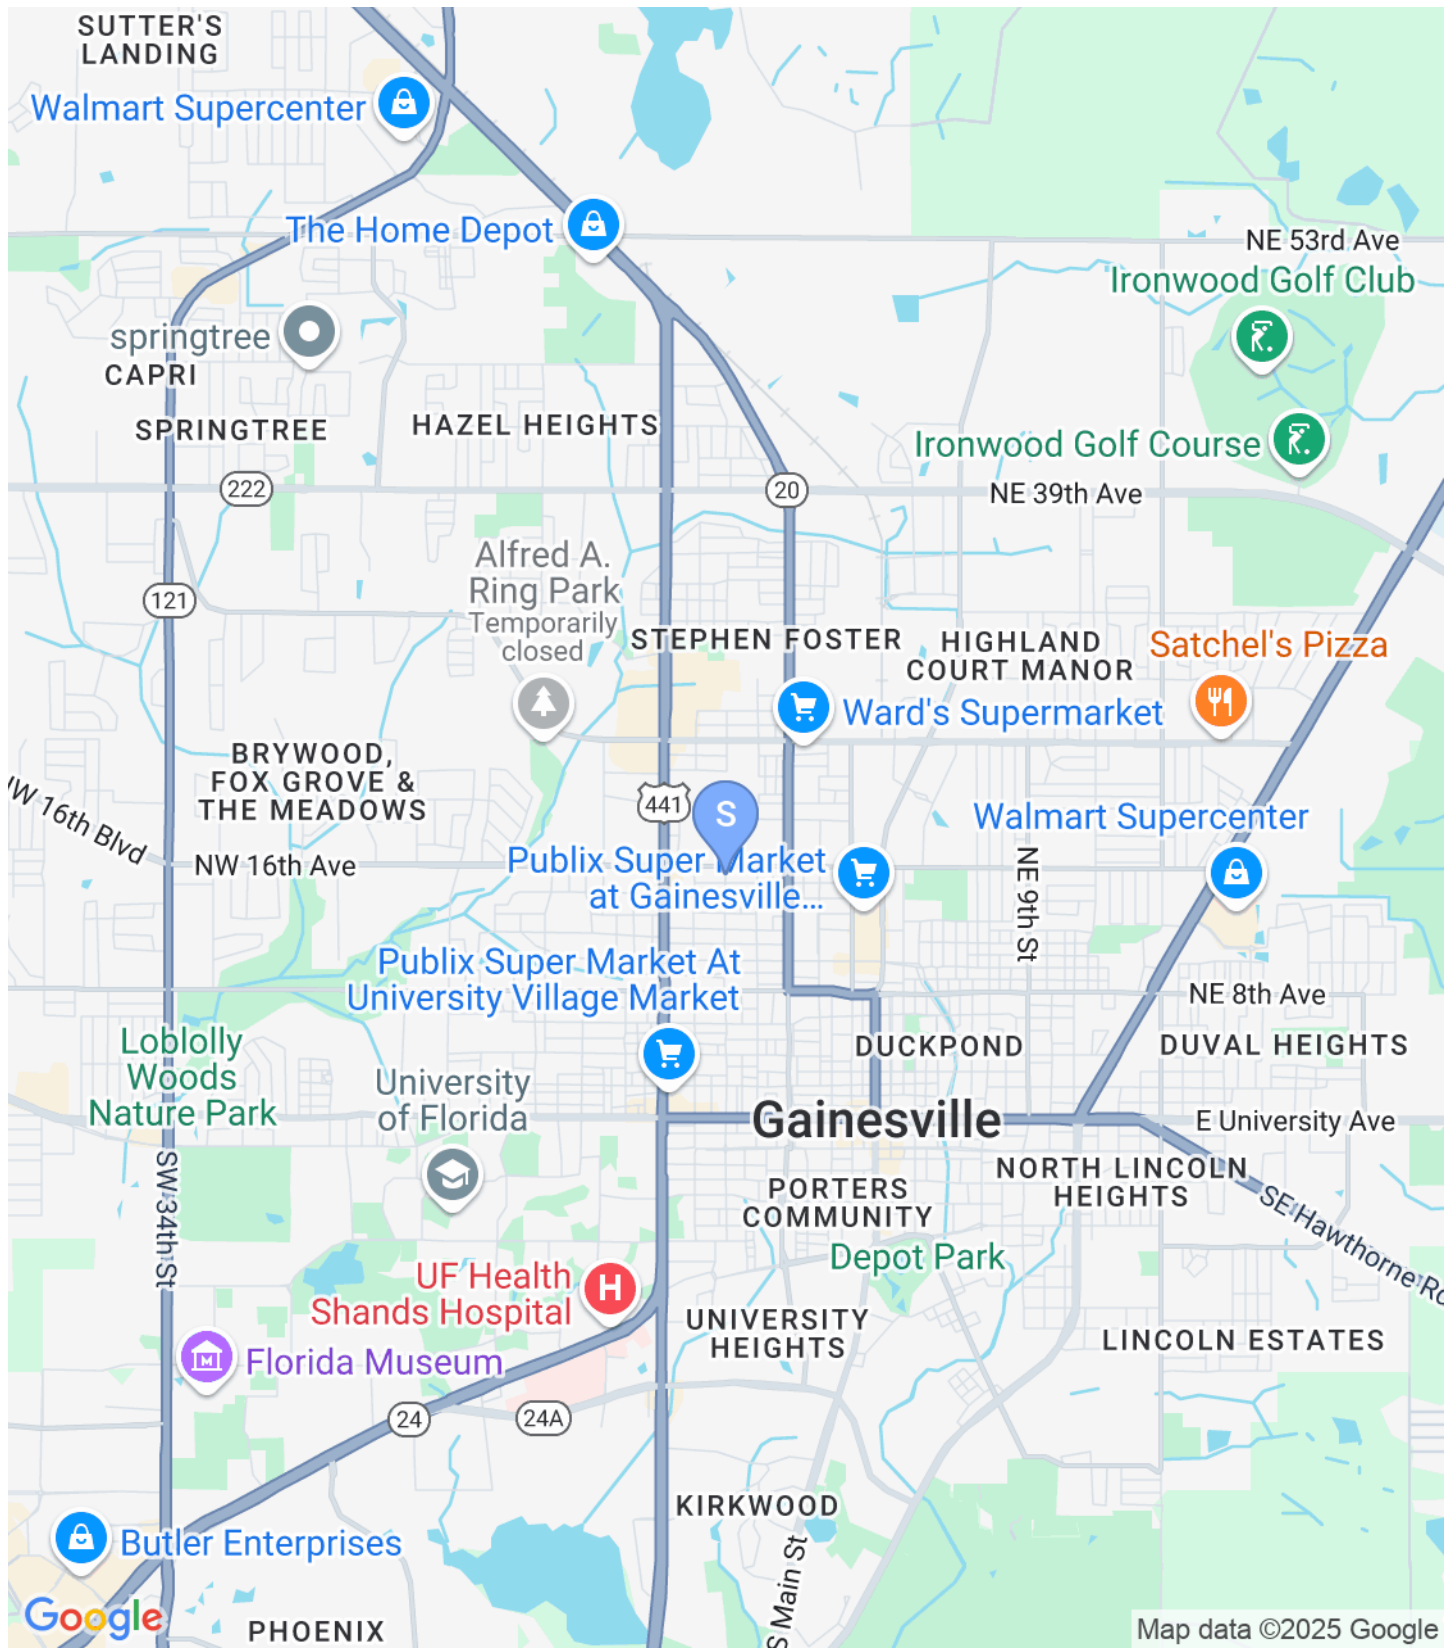 SUTTER'S
LANDING
Walmart Supercenter
The Home Depot
NE 53rd Ave
Ironwood Golf Club
springtree
CAPRI
SPRINGTREE
HAZEL HEIGHTS
Ironwood Golf Course
222
20
NE 39th Ave
Alfred A.
Ring Park
Temporarily
closed
121
STEPHEN FOSTER
HIGHLAND
COURT MANOR
Satchel's Pizza
Ward's Supermarket
BRYWOOD,
FOX GROVE &
THE MEADOWS
441
S
NW 16th Blvd
NW 16th Ave
Walmart Supercenter
Publix Super Market
at Gainesville...
NE 9th St
Publix Super Market At
University Village Market
NE 8th Ave
Loblolly
Woods
Nature Park
University
of Florida
DUCKPOND
DUVAL HEIGHTS
Gainesville
E University Ave
SW 34th St
NORTH LINCOLN
HEIGHTS
PORTERS
COMMUNITY
SE Hawthorne Ro
Depot Park
UF Health
Shands Hospital
H
UNIVERSITY
HEIGHTS
LINCOLN ESTATES
M
Florida Museum
24
24A
KIRKWOOD
S Main St
Butler Enterprises
Google
PHOENIX
Map data ©2025 Google